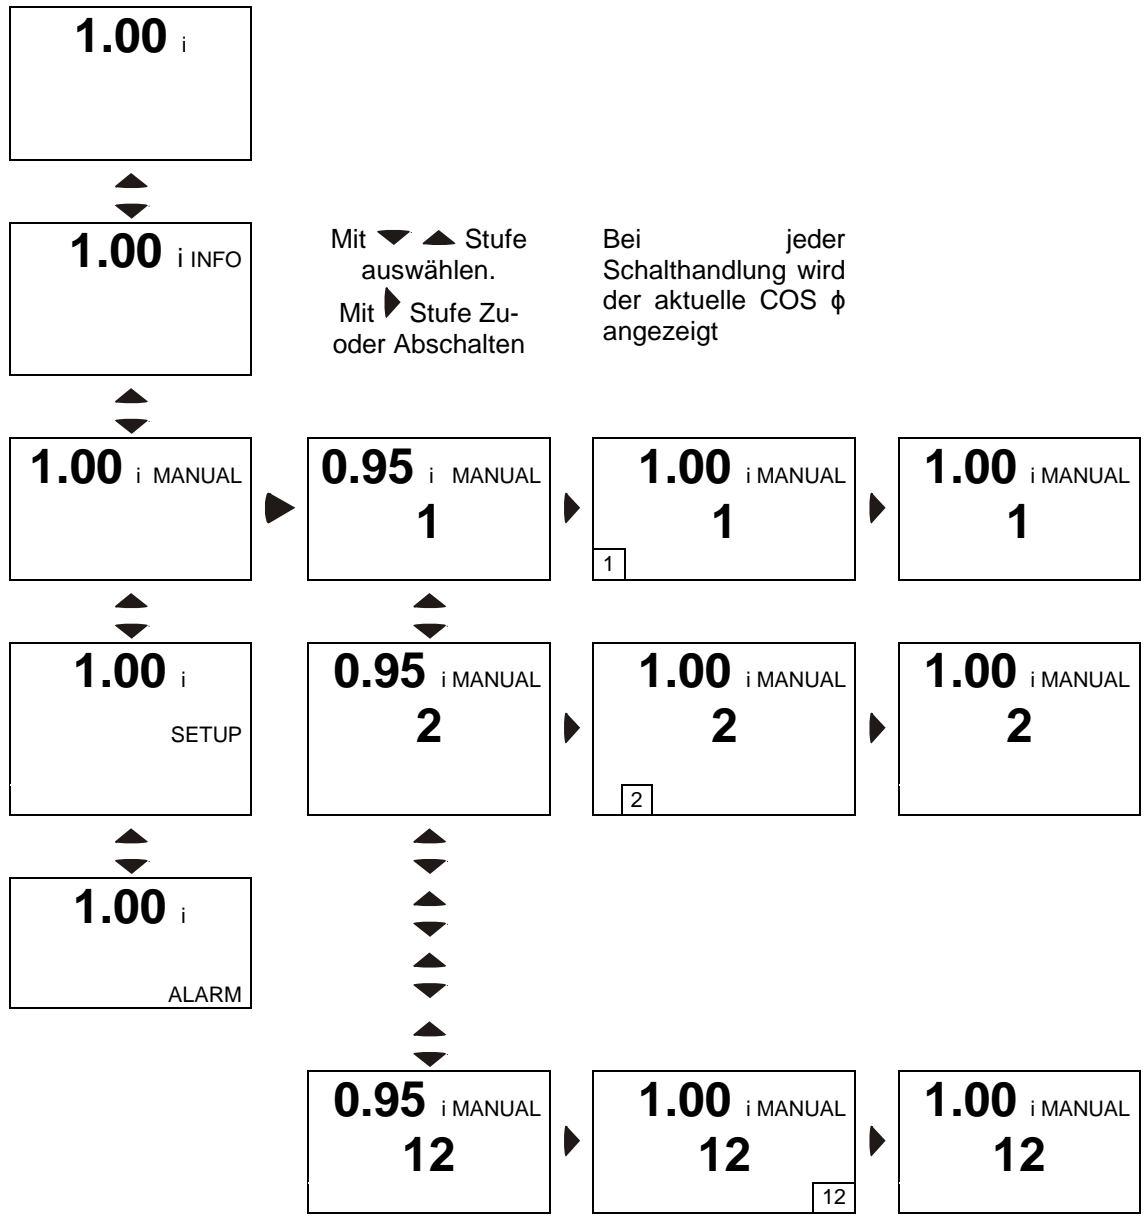 1.00 i
1.00 i INFO
Mit ▼ ▲ Stufe
auswählen.
Mit ▶ Stufe Zu-
oder Abschalten
Bei jeder
Schalthandlung wird
der aktuelle COS ϕ
angezeigt
1.00 i MANUAL
0.95 i MANUAL
1
1.00 i MANUAL
1
1
1.00 i MANUAL
1
1.00 i
SETUP
0.95 i MANUAL
2
1.00 i MANUAL
2
2
1.00 i MANUAL
2
1.00 i
ALARM
0.95 i MANUAL
12
1.00 i MANUAL
12
12
1.00 i MANUAL
12